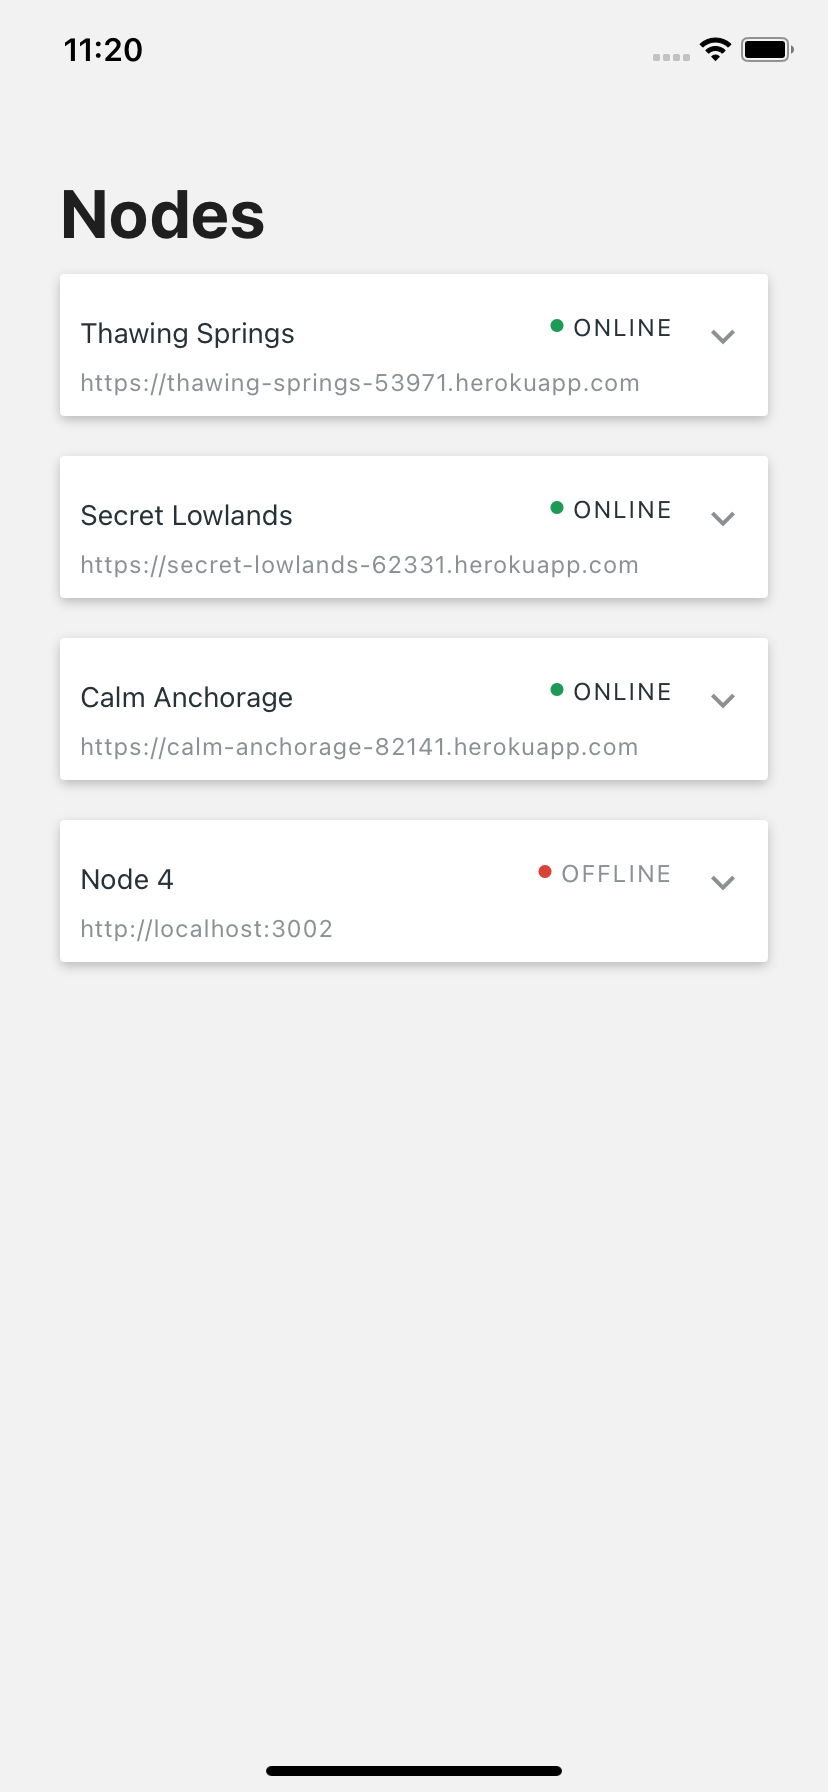 11:20
Nodes
Thawing Springs
ONLINE
https://thawing-springs-53971.herokuapp.com
Secret Lowlands
ONLINE
https://secret-lowlands-62331.herokuapp.com
Calm Anchorage
ONLINE
https://calm-anchorage-82141.herokuapp.com
Node 4
OFFLINE
http://localhost:3002